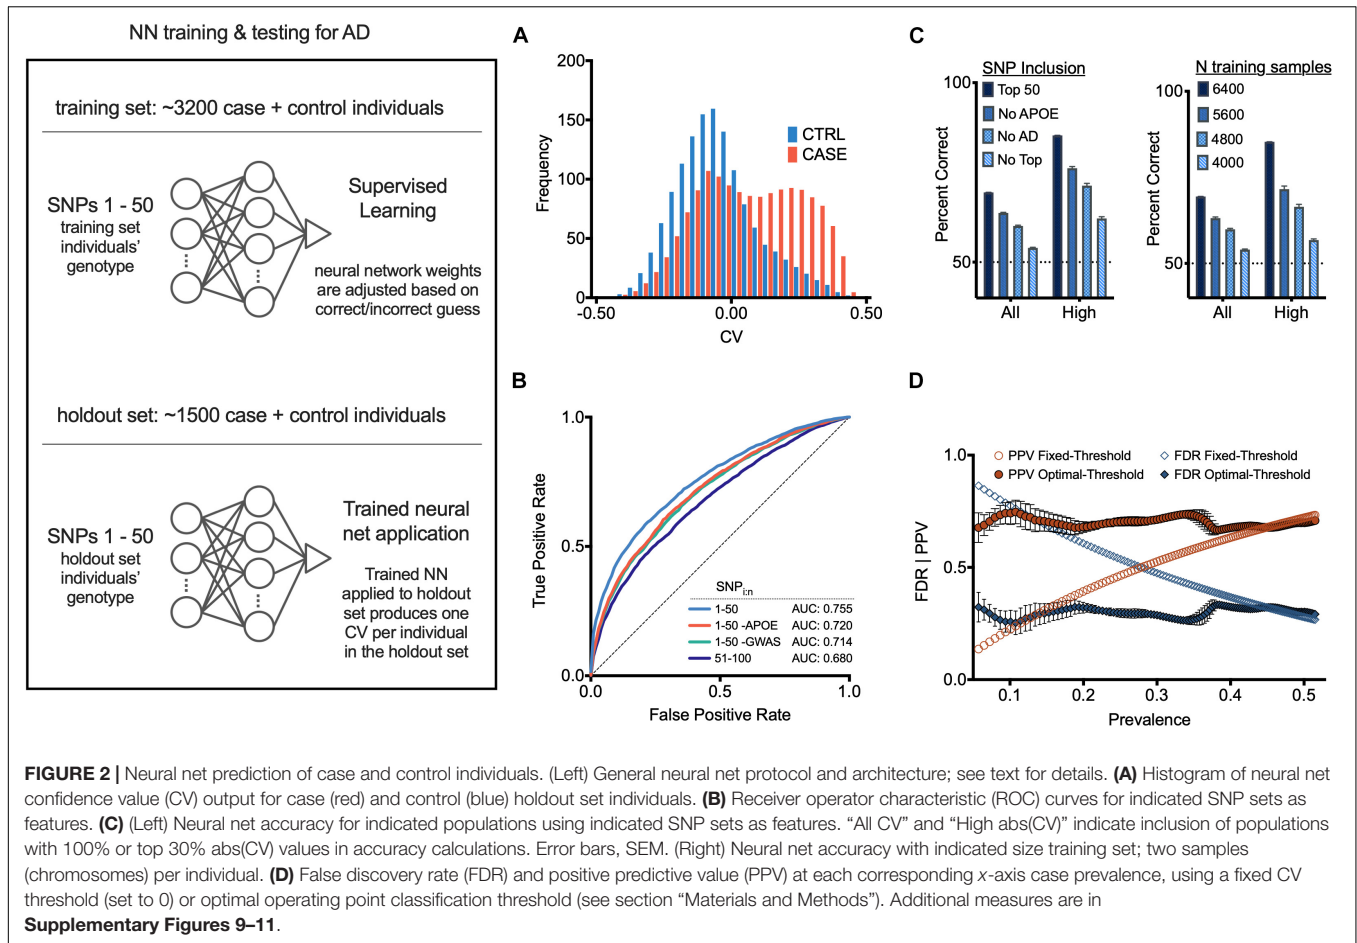 NN training & testing for AD
training set: ~3200 case + control individuals
SNPs 1 - 50
training set
individuals'
genotype
Supervised
Learning
neural network weights
are adjusted based on
correct/incorrect guess
holdout set: ~1500 case + control individuals
SNPs 1 - 50
holdout set
individuals'
genotype
Trained neural
net application
Trained NN
applied to holdout
set produces one
CV per individual
in the holdout set
A
200
150
100
50
0
Frequency
CTRL
CASE
-0.50
0.00
0.50
CV
B
1.0
0.5
0.0
True Positive Rate
SNPi:n
1-50 AUC: 0.755
1-50 -APOE AUC: 0.720
1-50 -GWAS AUC: 0.714
51-100 AUC: 0.680
0.0
0.5
1.0
False Positive Rate
C
SNP Inclusion
100
Top 50
No APOE
No AD
No Top
Percent Correct
50
All
High
N training samples
100
6400
5600
4800
4000
Percent Correct
50
All
High
D
1.0
0.5
0.0
FDR | PPV
PPV Fixed-Threshold
FDR Fixed-Threshold
PPV Optimal-Threshold
FDR Optimal-Threshold
0.1
0.2
0.3
0.4
0.5
Prevalence
FIGURE 2 | Neural net prediction of case and control individuals. (Left) General neural net protocol and architecture; see text for details. (A) Histogram of neural net
confidence value (CV) output for case (red) and control (blue) holdout set individuals. (B) Receiver operator characteristic (ROC) curves for indicated SNP sets as
features. (C) (Left) Neural net accuracy for indicated populations using indicated SNP sets as features. “All CV” and “High abs(CV)” indicate inclusion of populations
with 100% or top 30% abs(CV) values in accuracy calculations. Error bars, SEM. (Right) Neural net accuracy with indicated size training set; two samples
(chromosomes) per individual. (D) False discovery rate (FDR) and positive predictive value (PPV) at each corresponding x-axis case prevalence, using a fixed CV
threshold (set to 0) or optimal operating point classification threshold (see section “Materials and Methods”). Additional measures are in
Supplementary Figures 9–11.